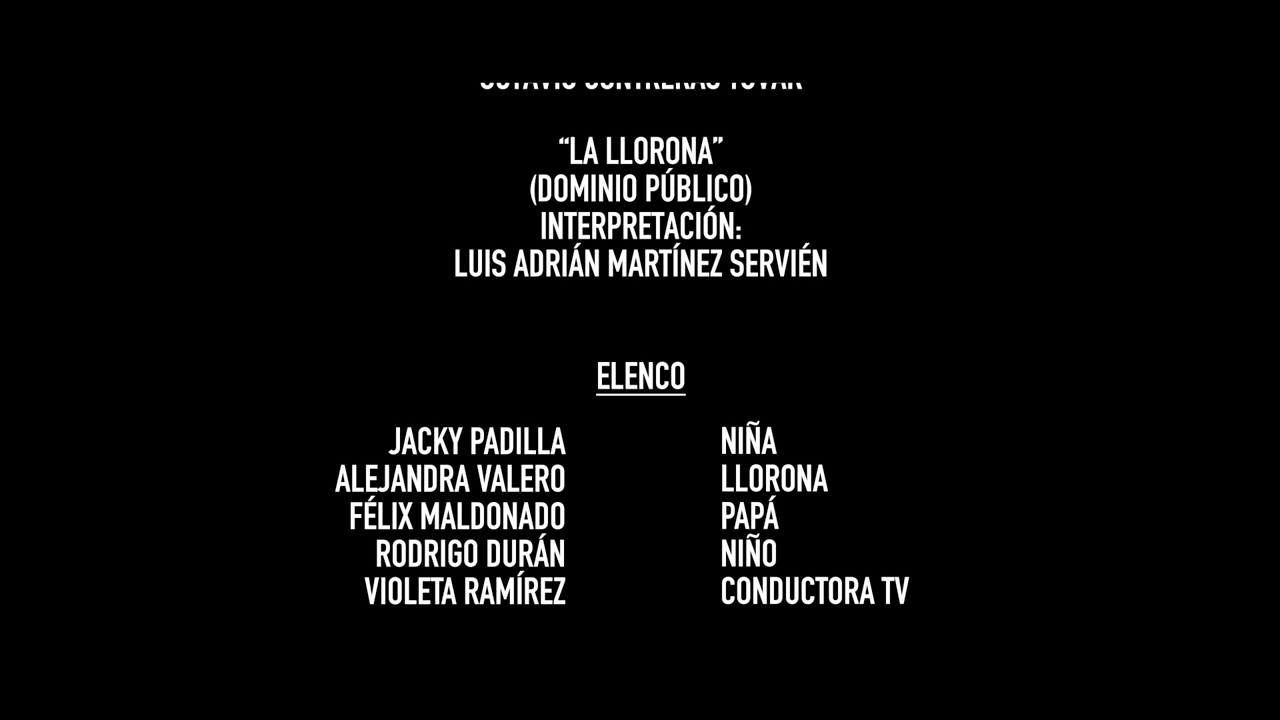 “LA LLORONA”
(DOMINIO PÚBLICO)
INTERPRETACIÓN:
LUIS ADRIÁN MARTÍNEZ SERVIÉN
ELENCO
JACKY PADILLA NIÑA
ALEJANDRA VALERO LLORONA
FÉLIX MALDONADO PAPÁ
RODRIGO DURÁN NIÑO
VIOLETA RAMÍREZ CONDUCTORA TV